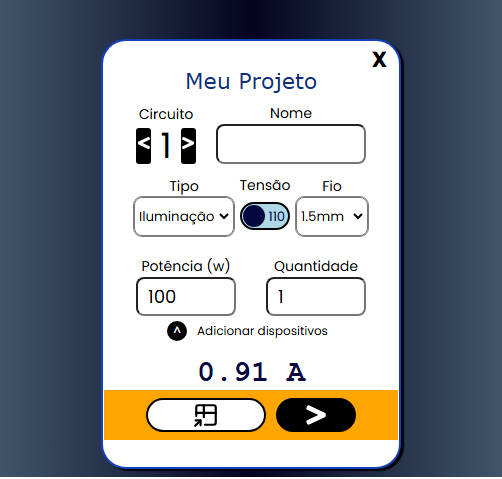 X
Meu Projeto
Circuito Nome
< 1 >
Tipo Tensão Fio
Iluminação 110 1.5mm
Potência (w) Quantidade
100 1
^ Adicionar dispositivos
0.91 A
>